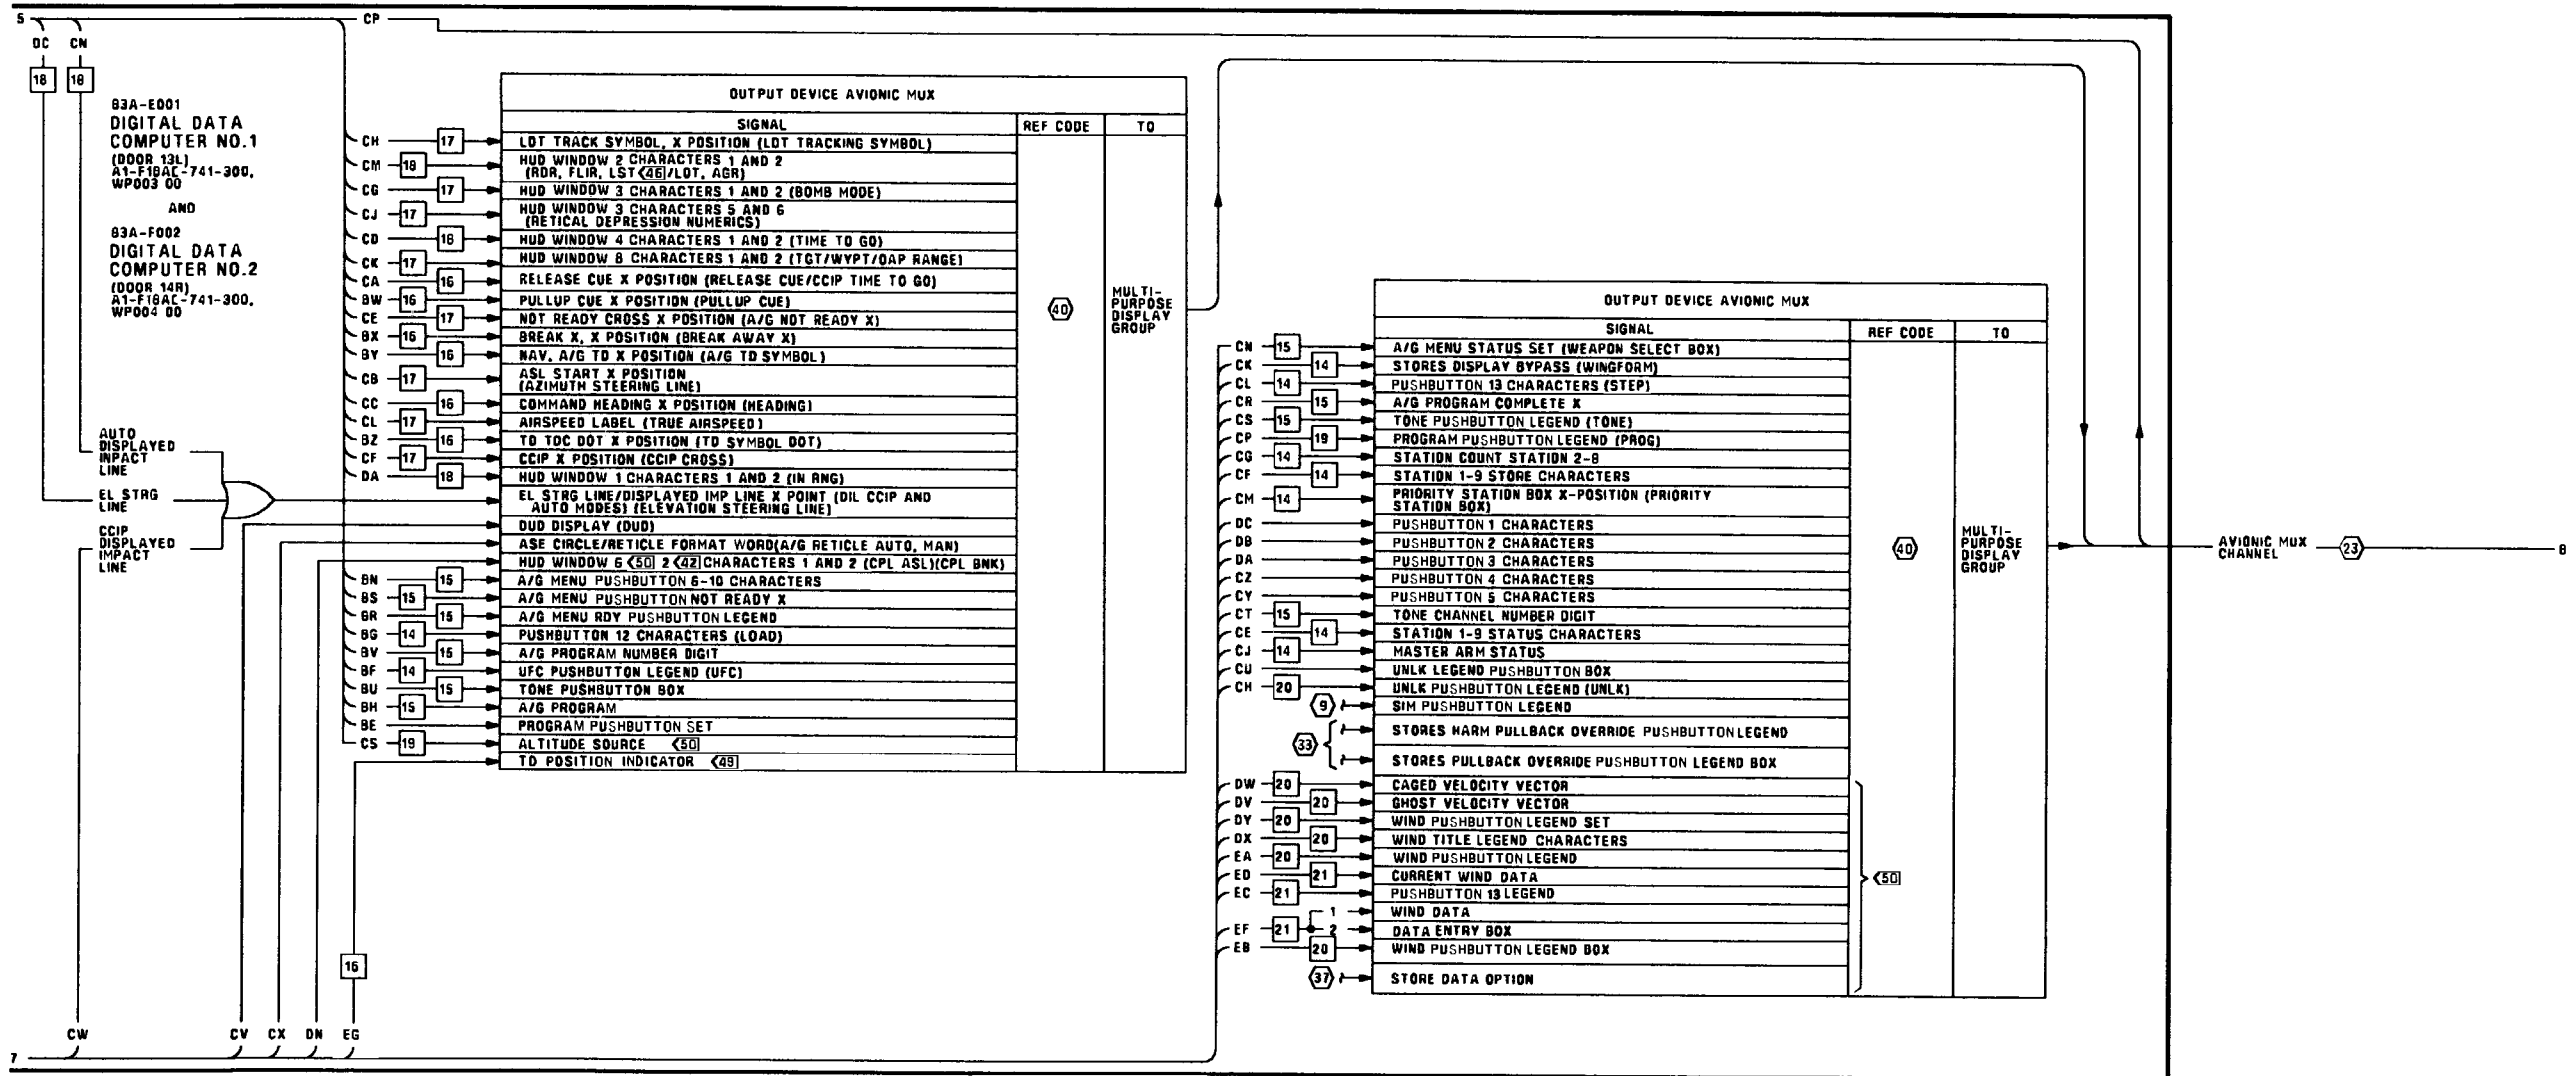 5
CP
DC CN
18 18
83A-E001
DIGITAL DATA
COMPUTER NO.1
(DOOR 13L)
A1-F18AC-741-300,
WP003 00
AND
83A-F002
DIGITAL DATA
COMPUTER NO.2
(DOOR 14R)
A1-F18AC-741-300,
WP004 00
AUTO
DISPLAYED
IMPACT
LINE
EL STRG
LINE
CCIP
DISPLAYED
IMPACT
LINE
OUTPUT DEVICE AVIONIC MUX
SIGNAL REF CODE TO
CH 17 LDT TRACK SYMBOL, X POSITION (LDT TRACKING SYMBOL)
CM 18 HUD WINDOW 2 CHARACTERS 1 AND 2
(RDR, FLIR, LST 46/LDT, AGR)
CG 17 HUD WINDOW 3 CHARACTERS 1 AND 2 (BOMB MODE)
CJ 17 HUD WINDOW 3 CHARACTERS 5 AND 6
(RETICAL DEPRESSION NUMERICS)
CD 18 HUD WINDOW 4 CHARACTERS 1 AND 2 (TIME TO GO)
CK 17 HUD WINDOW 8 CHARACTERS 1 AND 2 (TGT/WYPT/OAP RANGE)
CA 16 RELEASE CUE X POSITION (RELEASE CUE/CCIP TIME TO GO)
BW 16 PULLUP CUE X POSITION (PULLUP CUE)
CE 17 NOT READY CROSS X POSITION (A/G NOT READY X)
BX 16 BREAK X, X POSITION (BREAK AWAY X)
BY 16 NAV, A/G TD X POSITION (A/G TD SYMBOL)
CB 17 ASL START X POSITION
(AZIMUTH STEERING LINE)
CC 16 COMMAND HEADING X POSITION (HEADING)
CL 17 AIRSPEED LABEL (TRUE AIRSPEED)
BZ 16 TD TDC DOT X POSITION (TD SYMBOL DOT)
CF 17 CCIP X POSITION (CCIP CROSS)
DA 18 HUD WINDOW 1 CHARACTERS 1 AND 2 (IN RNG)
EL STRG LINE/DISPLAYED IMP LINE X POINT (DIL CCIP AND
AUTO MODES) (ELEVATION STEERING LINE)
DUD DISPLAY (DUD)
ASE CIRCLE/RETICLE FORMAT WORD(A/G RETICLE AUTO, MAN)
HUD WINDOW 6 50 2 42 CHARACTERS 1 AND 2 (CPL ASL)(CPL BNK)
BN 15 A/G MENU PUSHBUTTON 6-10 CHARACTERS
BS 15 A/G MENU PUSHBUTTON NOT READY X
BR 15 A/G MENU RDY PUSHBUTTON LEGEND
BG 14 PUSHBUTTON 12 CHARACTERS (LOAD)
BV 15 A/G PROGRAM NUMBER DIGIT
BF 14 UFC PUSHBUTTON LEGEND (UFC)
BU 15 TONE PUSHBUTTON BOX
BH 15 A/G PROGRAM
BE PROGRAM PUSHBUTTON SET
CS 19 ALTITUDE SOURCE 50
TD POSITION INDICATOR 49
40
MULTI-
PURPOSE
DISPLAY
GROUP
16
OUTPUT DEVICE AVIONIC MUX
SIGNAL REF CODE TO
CN 15 A/G MENU STATUS SET (WEAPON SELECT BOX)
CK 14 STORES DISPLAY BYPASS (WINGFORM)
CL 14 PUSHBUTTON 13 CHARACTERS (STEP)
CR 15 A/G PROGRAM COMPLETE X
CS 15 TONE PUSHBUTTON LEGEND (TONE)
CP 19 PROGRAM PUSHBUTTON LEGEND (PROG)
CG 14 STATION COUNT STATION 2-8
CF 14 STATION 1-9 STORE CHARACTERS
CM 14 PRIORITY STATION BOX X-POSITION (PRIORITY
STATION BOX)
DC PUSHBUTTON 1 CHARACTERS
DB PUSHBUTTON 2 CHARACTERS
DA PUSHBUTTON 3 CHARACTERS
CZ PUSHBUTTON 4 CHARACTERS
CY PUSHBUTTON 5 CHARACTERS
CT 15 TONE CHANNEL NUMBER DIGIT
CE 14 STATION 1-9 STATUS CHARACTERS
CJ 14 MASTER ARM STATUS
CU UNLK LEGEND PUSHBUTTON BOX
CH 20 UNLK PUSHBUTTON LEGEND (UNLK)
9 SIM PUSHBUTTON LEGEND
33 STORES HARM PULLBACK OVERRIDE PUSHBUTTON LEGEND
STORES PULLBACK OVERRIDE PUSHBUTTON LEGEND BOX
DW 20 CAGED VELOCITY VECTOR
DV 20 GHOST VELOCITY VECTOR
DY 20 WIND PUSHBUTTON LEGEND SET
DX 20 WIND TITLE LEGEND CHARACTERS
EA 20 WIND PUSHBUTTON LEGEND
ED 21 CURRENT WIND DATA
EC 21 PUSHBUTTON 13 LEGEND
1 WIND DATA
EF 21 2 DATA ENTRY BOX
EB 20 WIND PUSHBUTTON LEGEND BOX
37 STORE DATA OPTION
40
50
MULTI-
PURPOSE
DISPLAY
GROUP
AVIONIC MUX
CHANNEL
23
8
7
CW CV CX DN EG